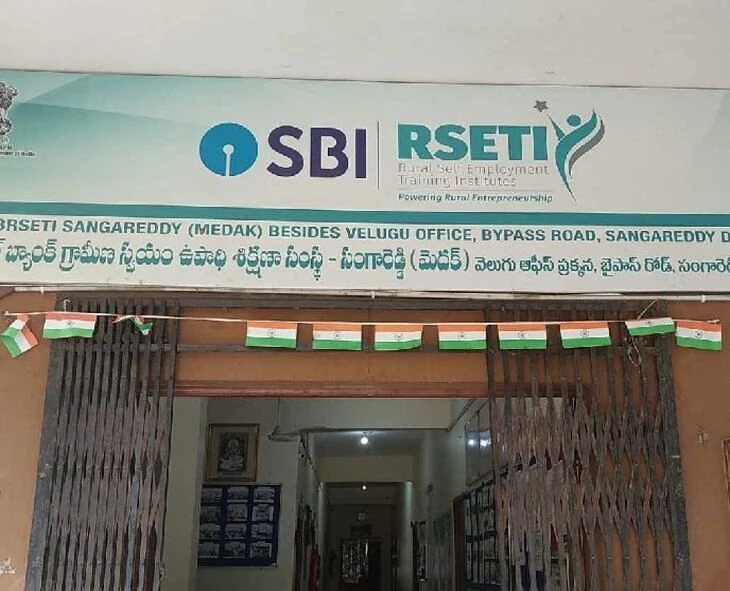 SBI
RSETI
Rural Self Employment
Training Institutes
Powering Rural Entrepreneurship
BRSETI SANGAREDDY (MEDAK) BESIDES VELUGU OFFICE, BYPASS ROAD, SANGAREDDY D
బ్యాంక్ గ్రామీణ స్వయం ఉపాధి శిక్షణా సంస్థ - సంగారెడ్డి (మెదక్) వెలుగు ఆఫీస్ ప్రక్కన, బైపాస్ రోడ్, సంగారె